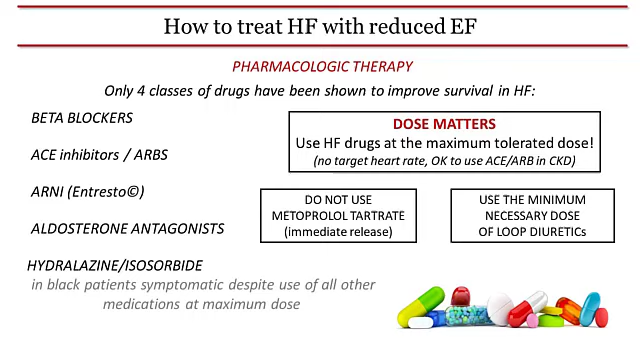 How to treat HF with reduced EF
PHARMACOLOGIC THERAPY
Only 4 classes of drugs have been shown to improve survival in HF:
BETA BLOCKERS
ACE inhibitors / ARBS
ARNI (Entresto©)
ALDOSTERONE ANTAGONISTS
HYDRALAZINE/ISOSORBIDE
in black patients symptomatic despite use of all other
medications at maximum dose
DOSE MATTERS
Use HF drugs at the maximum tolerated dose!
(no target heart rate, OK to use ACE/ARB in CKD)
DO NOT USE
METOPROLOL TARTRATE
(immediate release)
USE THE MINIMUM
NECESSARY DOSE
OF LOOP DIURETICs